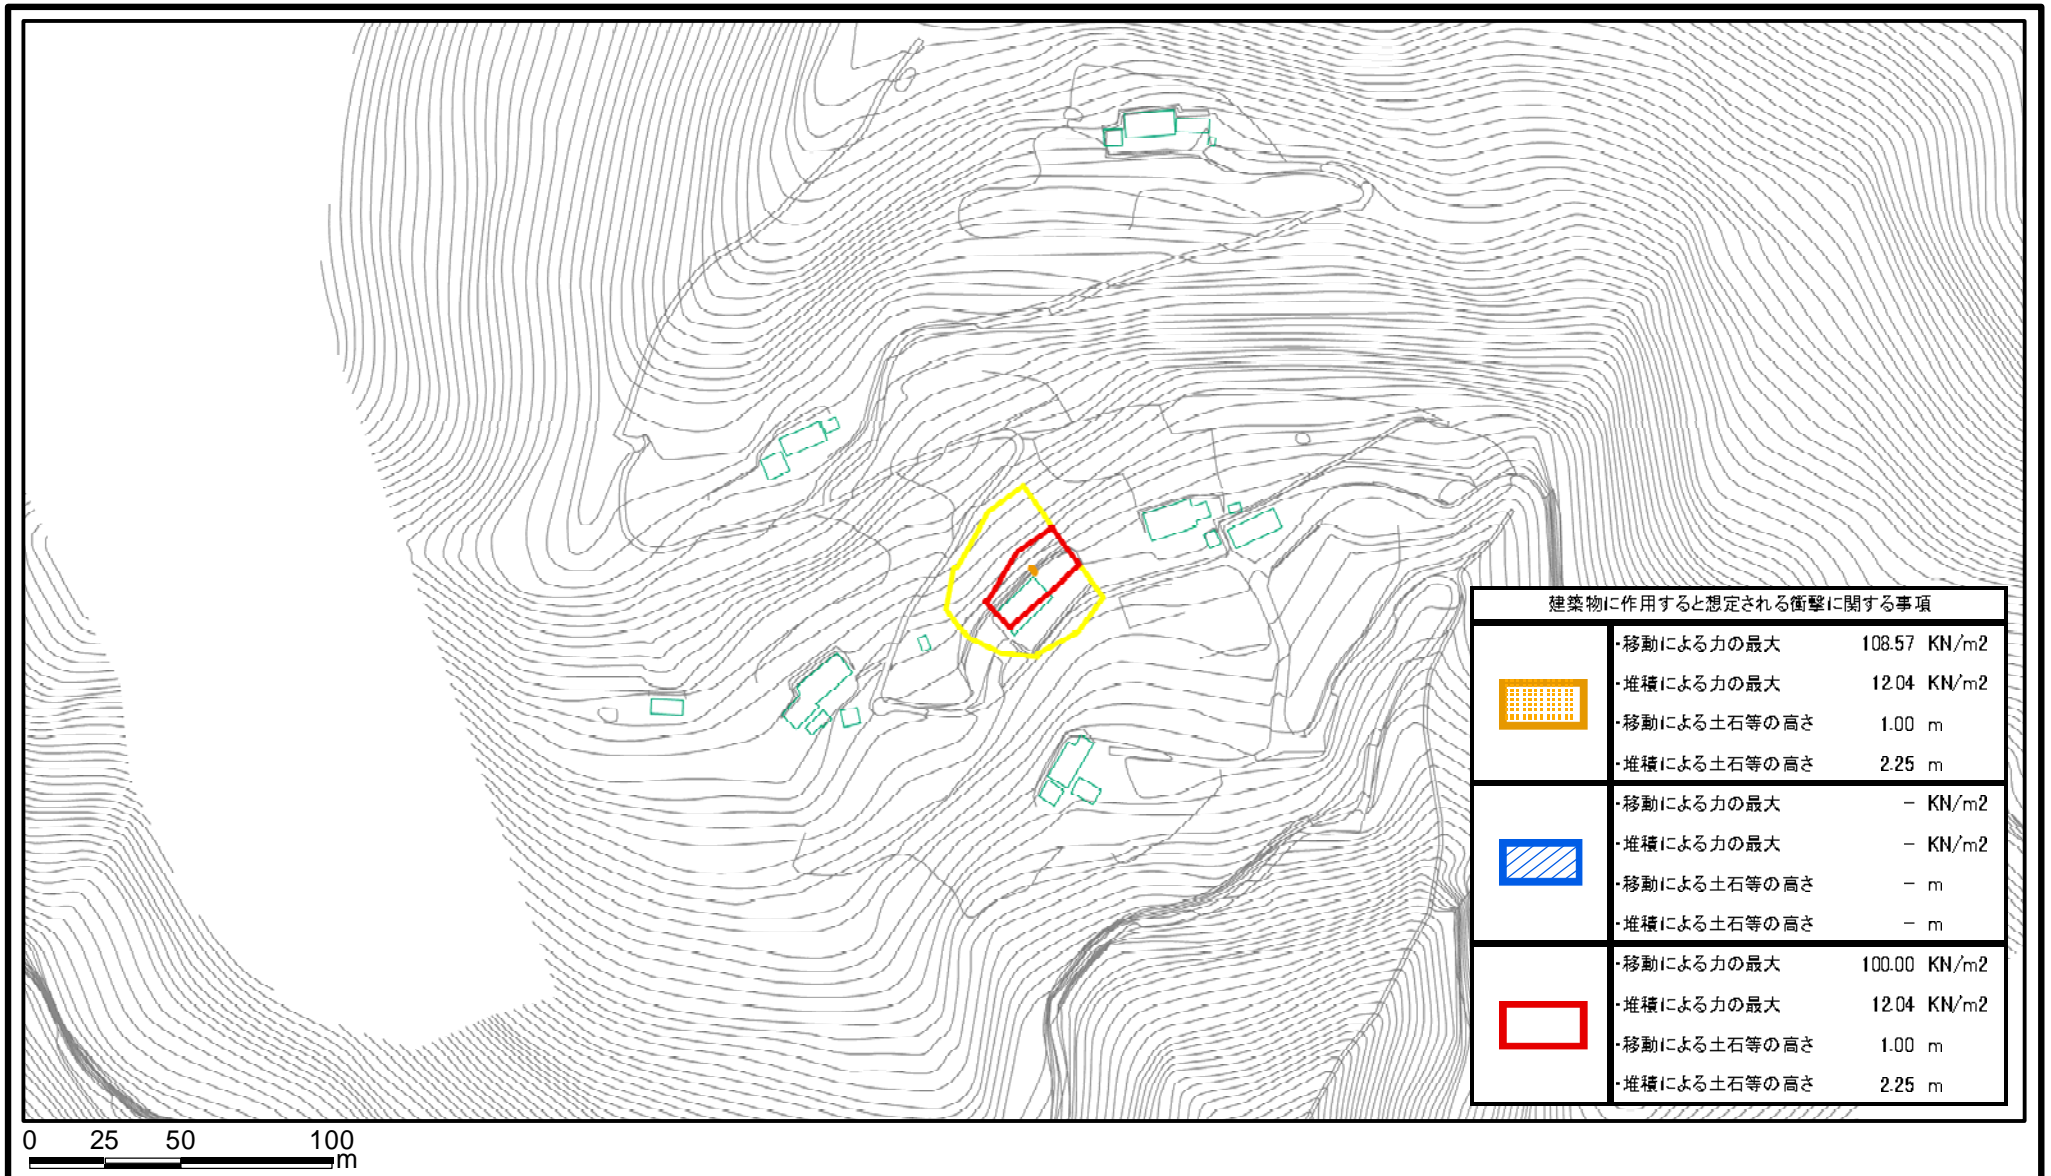 建築物に作用すると想定される衝撃に関する事項
・移動による力の最大 108.57 KN/m2
・堆積による力の最大 12.04 KN/m2
・移動による土石等の高さ 1.00 m
・堆積による土石等の高さ 2.25 m
・移動による力の最大 － KN/m2
・堆積による力の最大 － KN/m2
・移動による土石等の高さ － m
・堆積による土石等の高さ － m
・移動による力の最大 100.00 KN/m2
・堆積による力の最大 12.04 KN/m2
・移動による土石等の高さ 1.00 m
・堆積による土石等の高さ 2.25 m
0 25 50 100
m